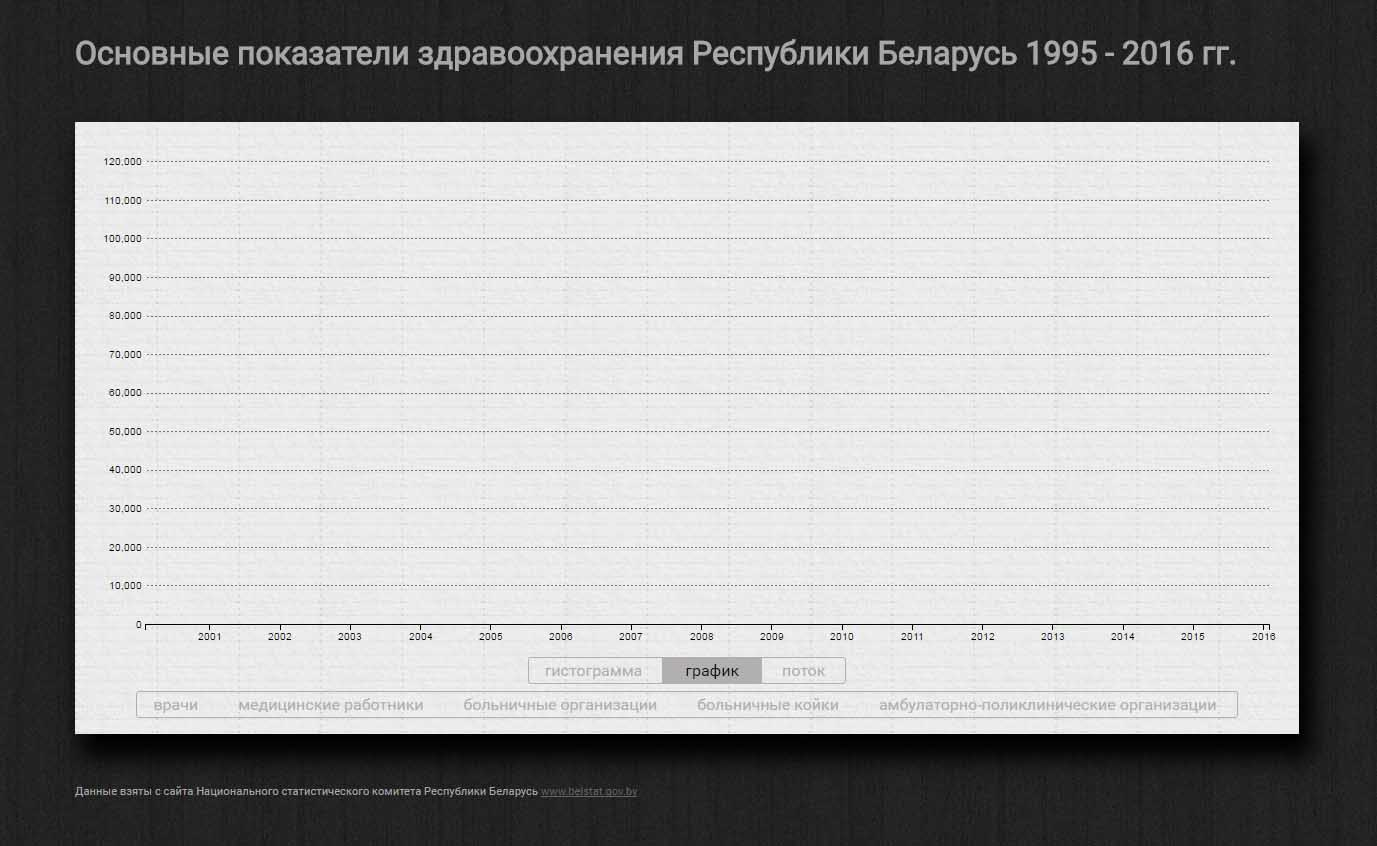 Основные показатели здравоохранения Республики Беларусь 1995 - 2016 гг.
120,000
110,000
100,000
90,000
80,000
70,000
60,000
50,000
40,000
30,000
20,000
10,000
0
2001 2002 2003 2004 2005 2006 2007 2008 2009 2010 2011 2012 2013 2014 2015 2016
гистограмма график поток
врачи медицинские работники больничные организации больничные койки амбулаторно-поликлинические организации
Данные взяты с сайта Национального статистического комитета Республики Беларусь www.belstat.gov.by